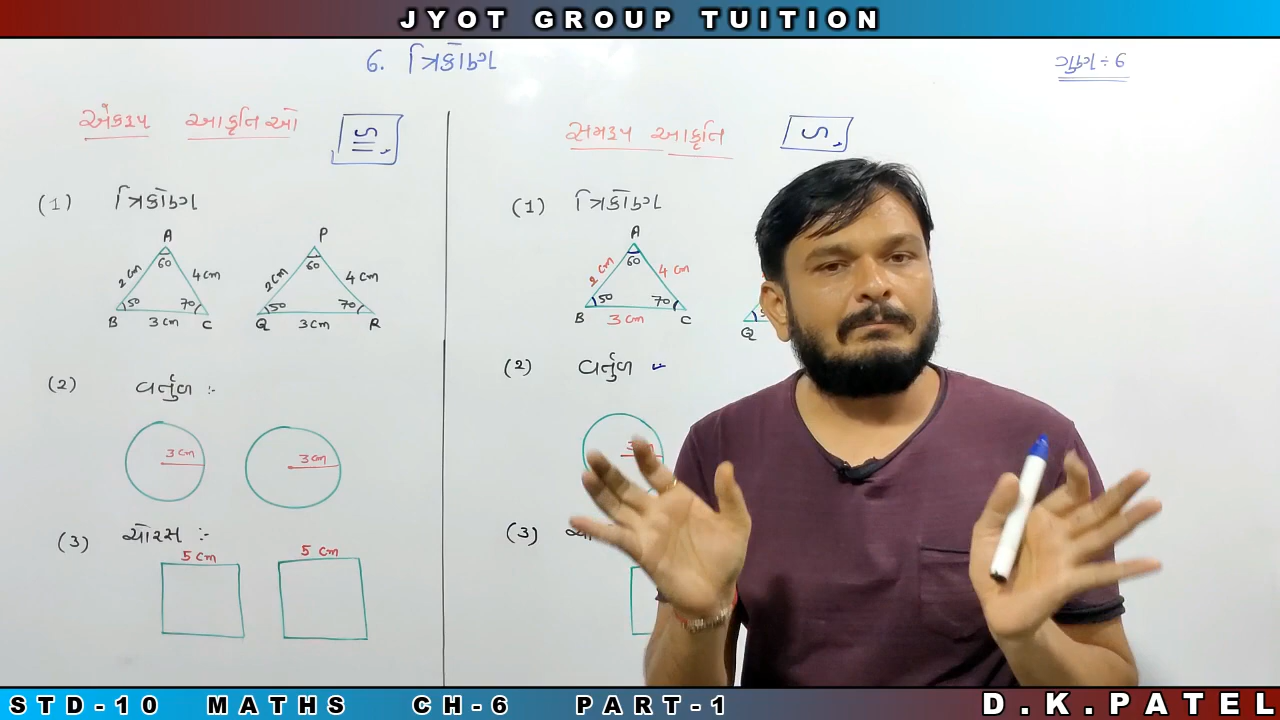 JYOT GROUP TUITION
6. ત્રિકોણ
ગુણ ÷ 6
એકરૂપ આકૃતિઓ
(1) ત્રિકોણ
A
60
2 cm
4 cm
50
70
B 3 cm C
P
60
2 cm
4 cm
50
70
Q 3 cm R
(2) વર્તુળ :-
3 cm
3 cm
(3) ચોરસ :-
5 cm
5 cm
સમરૂપ આકૃતિ
(1) ત્રિકોણ
A
60
2 cm
4 cm
50
70
B 3 cm C
Q
(2) વર્તુળ
(3)
STD-10 MATHS CH-6 PART-1
D.K.PATEL